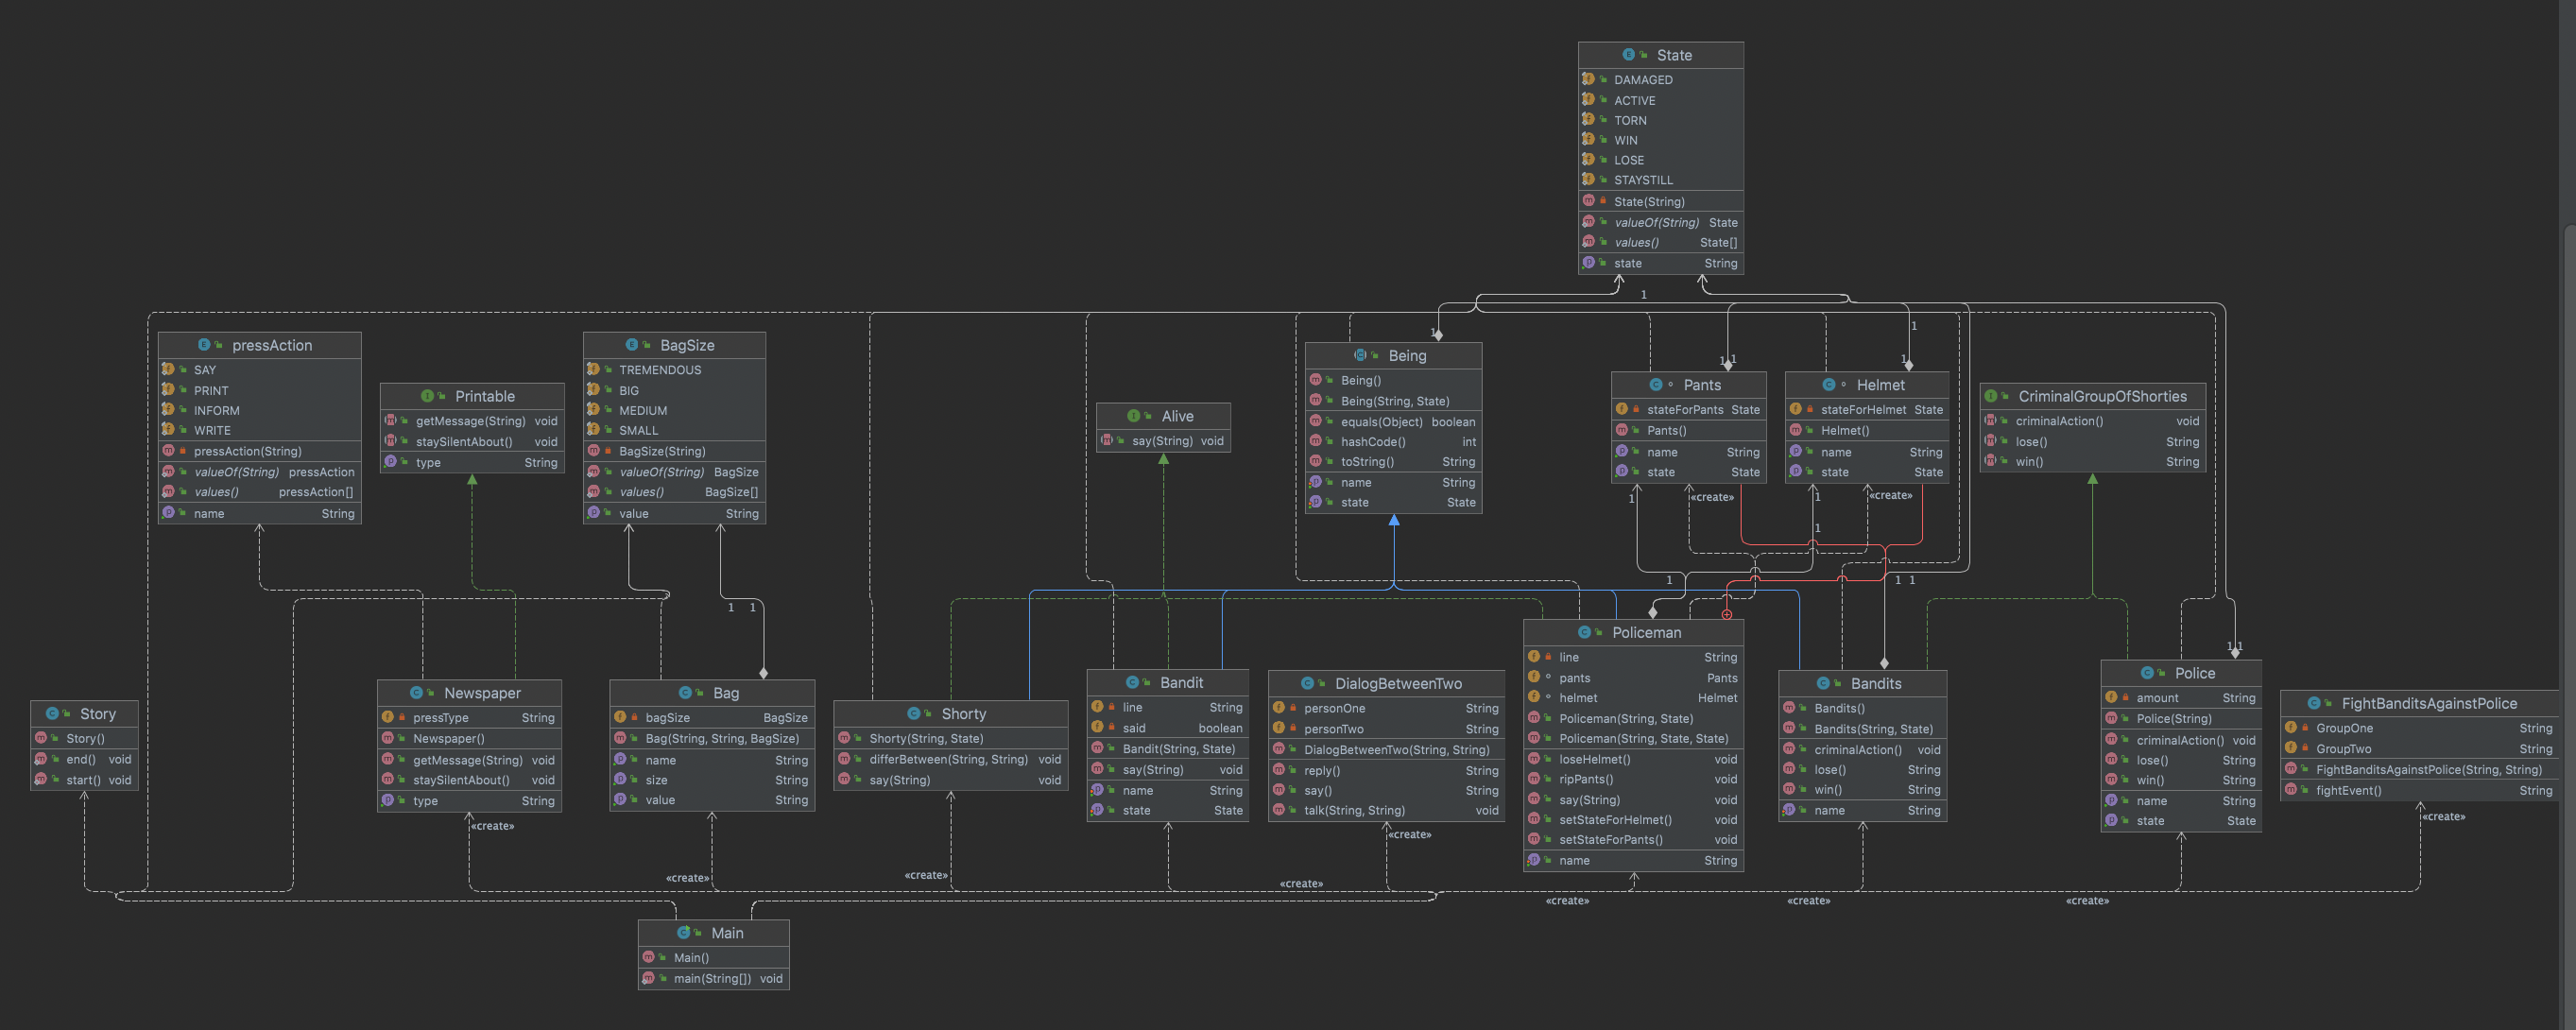 State
DAMAGED
ACTIVE
TORN
WIN
LOSE
STAYSTILL
State(String)
valueOf(String) State
values() State[]
state String
1
pressAction
SAY
PRINT
INFORM
WRITE
pressAction(String)
valueOf(String) pressAction
values() pressAction[]
name String
Printable
getMessage(String) void
staySilentAbout() void
type String
BagSize
TREMENDOUS
BIG
MEDIUM
SMALL
BagSize(String)
valueOf(String) BagSize
values() BagSize[]
value String
Alive
say(String) void
1
Being
Being()
Being(String, State)
equals(Object) boolean
hashCode() int
toString() String
name String
state State
1 1
Pants
stateForPants State
Pants()
name String
state State
1
1
Helmet
stateForHelmet State
Helmet()
name String
state State
CriminalGroupOfShorties
criminalAction() void
lose() String
win() String
1
«create»
1
«create»
1
1
1 1
1 1
1 1
Story
Story()
end() void
start() void
Newspaper
pressType String
Newspaper()
getMessage(String) void
staySilentAbout() void
type String
Bag
bagSize BagSize
Bag(String, String, BagSize)
name String
size String
value String
Shorty
Shorty(String, State)
differBetween(String, String) void
say(String) void
Bandit
line String
said boolean
Bandit(String, State)
say(String) void
name String
state State
DialogBetweenTwo
personOne String
personTwo String
DialogBetweenTwo(String, String)
reply() String
say() String
talk(String, String) void
Policeman
line String
pants Pants
helmet Helmet
Policeman(String, State)
Policeman(String, State, State)
loseHelmet() void
ripPants() void
say(String) void
setStateForHelmet() void
setStateForPants() void
name String
Bandits
Bandits()
Bandits(String, State)
criminalAction() void
lose() String
win() String
name String
Police
amount String
Police(String)
criminalAction() void
lose() String
win() String
name String
state State
FightBanditsAgainstPolice
GroupOne String
GroupTwo String
FightBanditsAgainstPolice(String, String)
fightEvent() String
«create»
«create»
«create»
«create»
«create»
«create»
«create»
«create»
«create»
Main
Main()
main(String[]) void